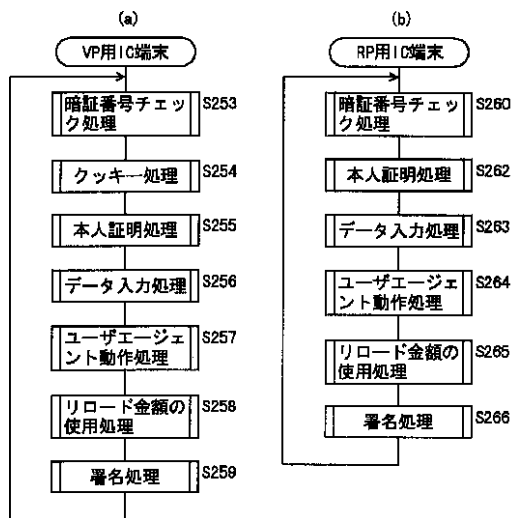 (a)
VP用IC端末
暗証番号チェッ
ク処理
S253
クッキー処理
S254
本人証明処理
S255
データ入力処理
S256
ユーザエージェ
ント動作処理
S257
リロード金額の
使用処理
S258
署名処理
S259
(b)
RP用IC端末
暗証番号チェッ
ク処理
S260
本人証明処理
S262
データ入力処理
S263
ユーザエージェ
ント動作処理
S264
リロード金額の
使用処理
S265
署名処理
S266